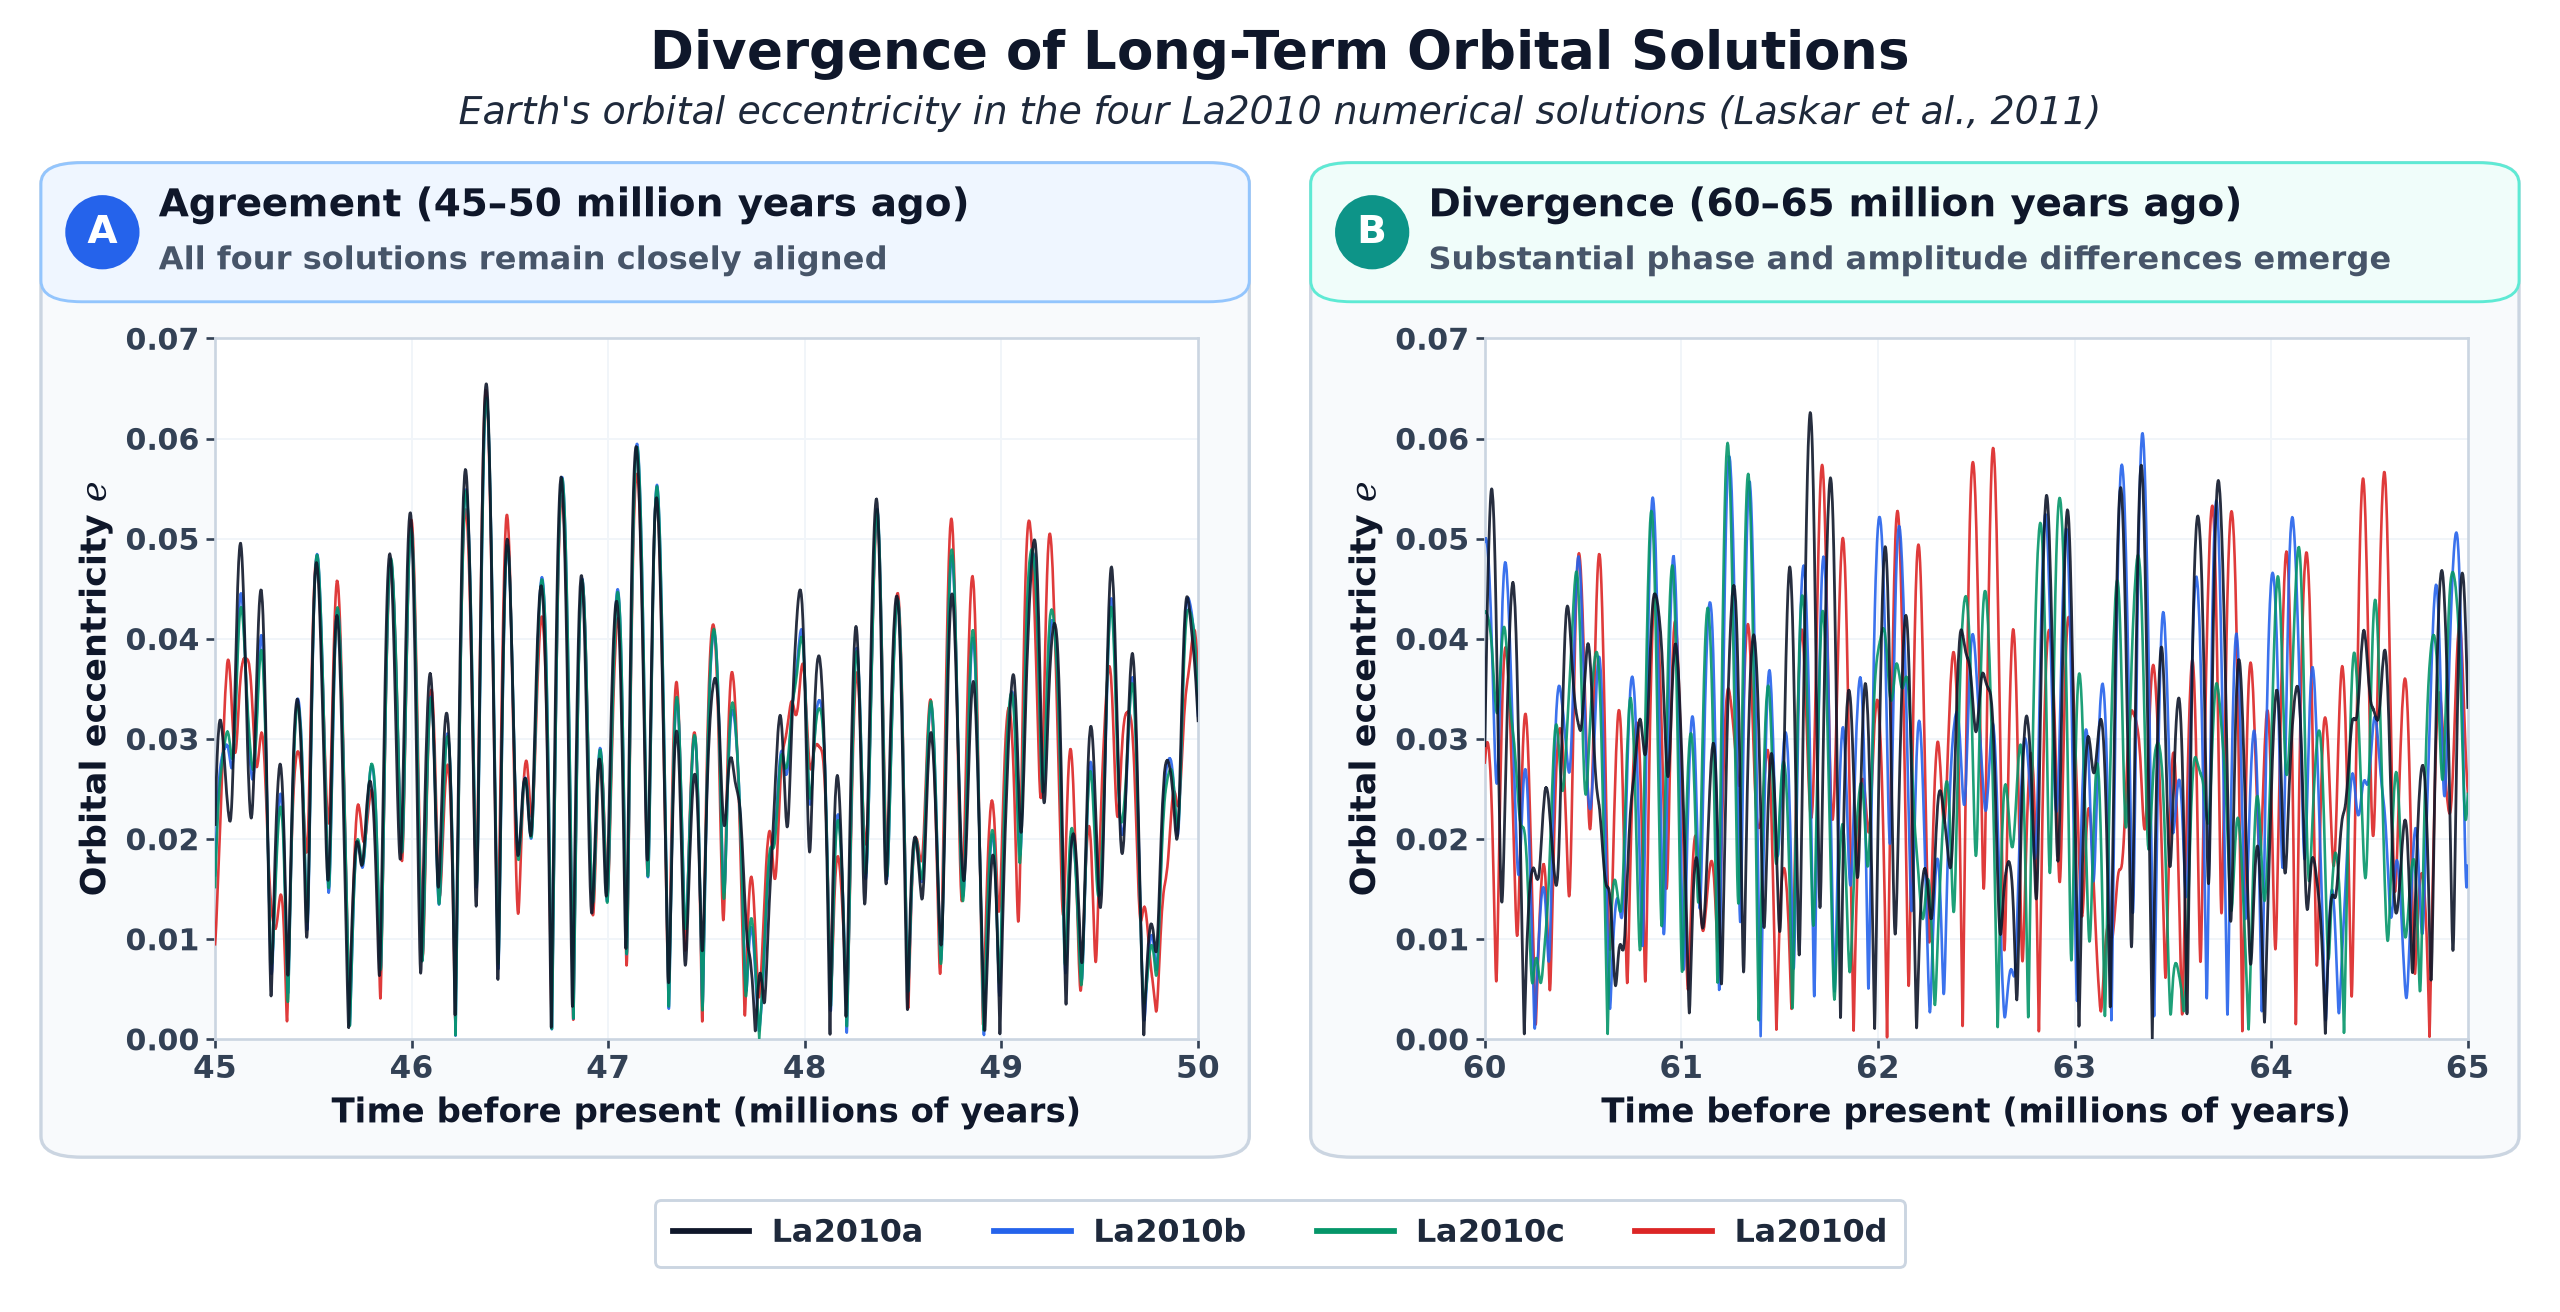 Divergence of Long-Term Orbital Solutions
Earth's orbital eccentricity in the four La2010 numerical solutions (Laskar et al., 2011)
A
Agreement (45–50 million years ago)
All four solutions remain closely aligned
0.07
0.06
0.05
0.04
0.03
0.02
0.01
0.00
Orbital eccentricity e
45 46 47 48 49 50
Time before present (millions of years)
B
Divergence (60–65 million years ago)
Substantial phase and amplitude differences emerge
0.07
0.06
0.05
0.04
0.03
0.02
0.01
0.00
Orbital eccentricity e
60 61 62 63 64 65
Time before present (millions of years)
La2010a La2010b La2010c La2010d